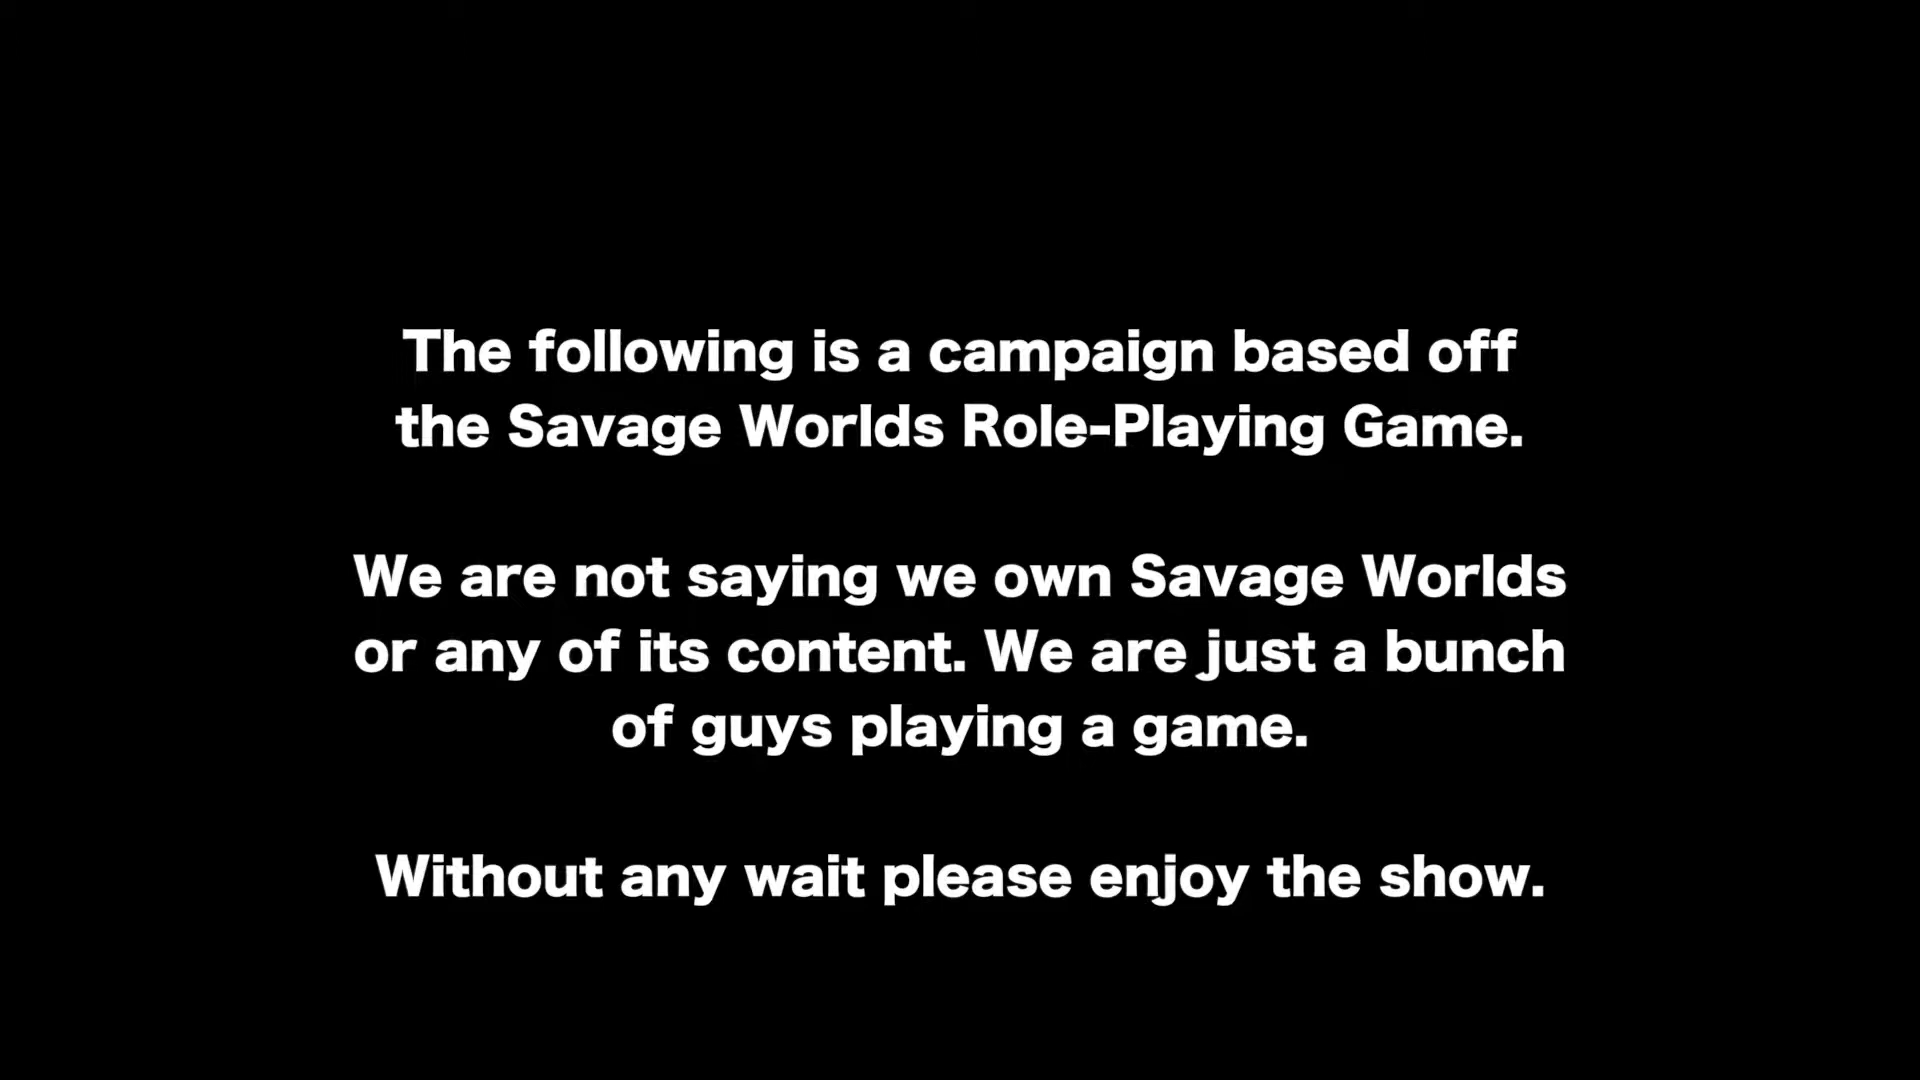 The following is a campaign based off
the Savage Worlds Role-Playing Game.
We are not saying we own Savage Worlds
or any of its content. We are just a bunch
of guys playing a game.
Without any wait please enjoy the show.